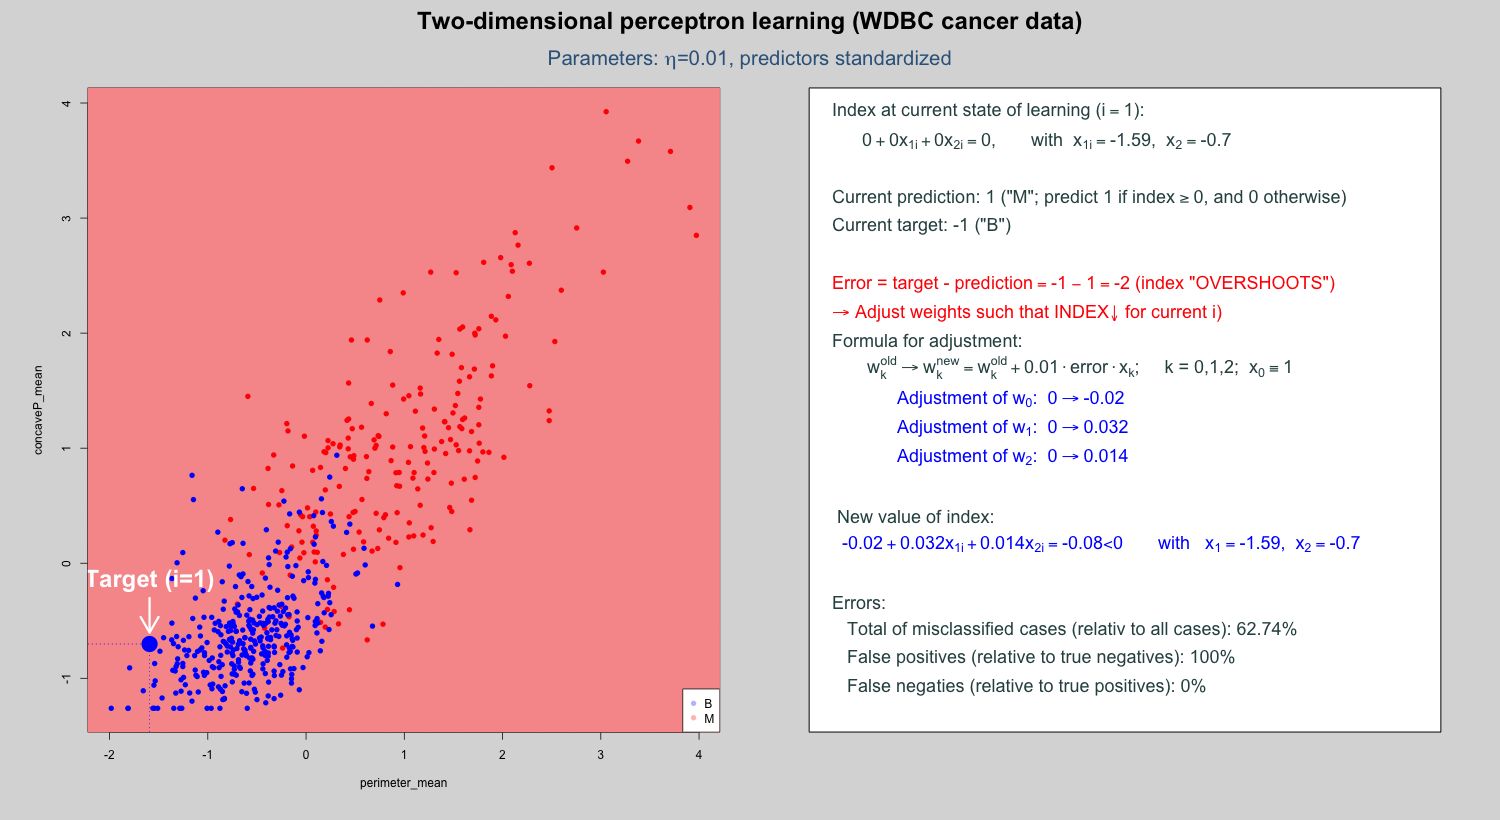 Two-dimensional perceptron learning (WDBC cancer data)
Parameters: η=0.01, predictors standardized
4
3
2
1
0
-1
concaveP_mean
Target (i=1)
B
M
-2 -1 0 1 2 3 4
perimeter_mean
Index at current state of learning (i = 1):
0 + 0x1i + 0x2i = 0, with x1i = -1.59, x2 = -0.7
Current prediction: 1 ("M"; predict 1 if index ≥ 0, and 0 otherwise)
Current target: -1 ("B")
Error = target - prediction = -1 − 1 = -2 (index "OVERSHOOTS")
→ Adjust weights such that INDEX↓ for current i)
Formula for adjustment:
w_k^old → w_k^new = w_k^old + 0.01 · error · x_k; k = 0,1,2; x0 ≡ 1
Adjustment of w0: 0 → -0.02
Adjustment of w1: 0 → 0.032
Adjustment of w2: 0 → 0.014
New value of index:
-0.02 + 0.032x1i + 0.014x2i = -0.08<0 with x1 = -1.59, x2 = -0.7
Errors:
Total of misclassified cases (relativ to all cases): 62.74%
False positives (relative to true negatives): 100%
False negaties (relative to true positives): 0%